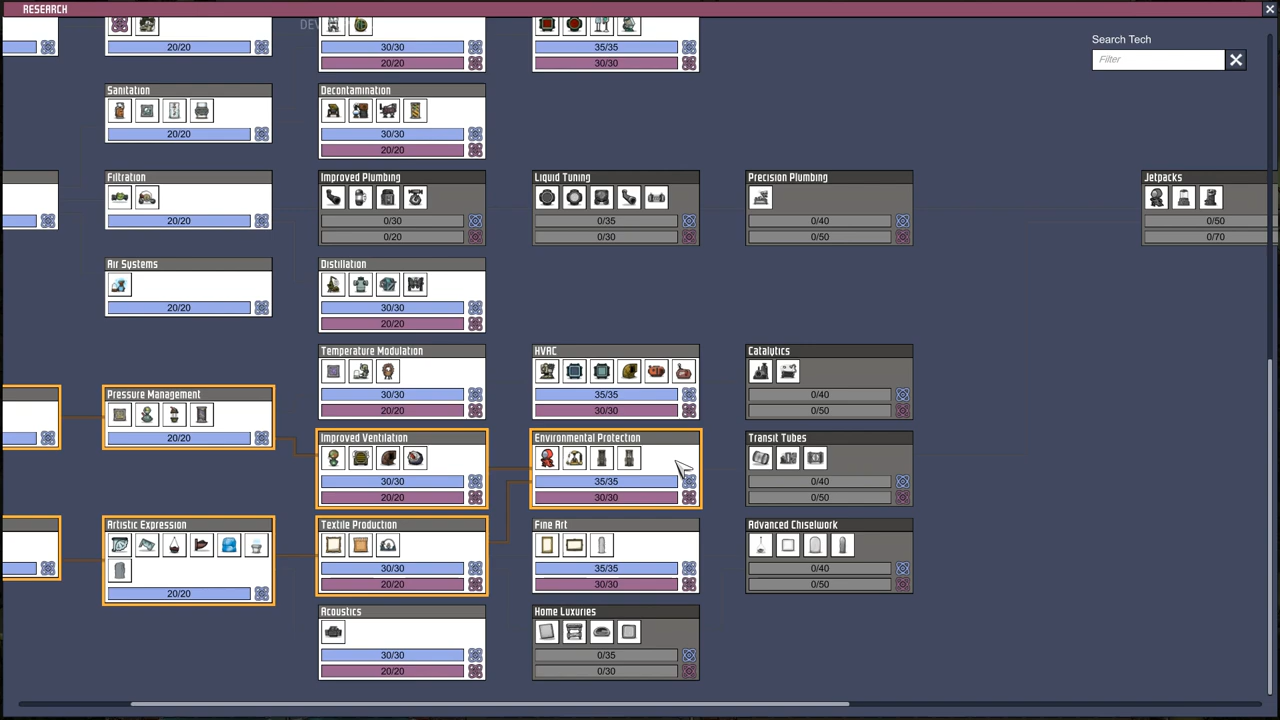 RESEARCH
DEV
Search Tech
Filter
20/20
30/30
20/20
35/35
30/30
Sanitation
20/20
Decontamination
30/30
20/20
Filtration
20/20
Improved Plumbing
0/30
0/20
Liquid Tuning
0/35
0/30
Precision Plumbing
0/40
0/50
Jetpacks
0/50
0/70
Air Systems
20/20
Distillation
30/30
20/20
Temperature Modulation
30/30
20/20
HVAC
35/35
30/30
Catalytics
0/40
0/50
Pressure Management
20/20
Improved Ventilation
30/30
20/20
Environmental Protection
35/35
30/30
Transit Tubes
0/40
0/50
Artistic Expression
20/20
Textile Production
30/30
20/20
Fine Art
35/35
30/30
Advanced Chiselwork
0/40
0/50
Acoustics
30/30
20/20
Home Luxuries
0/35
0/30